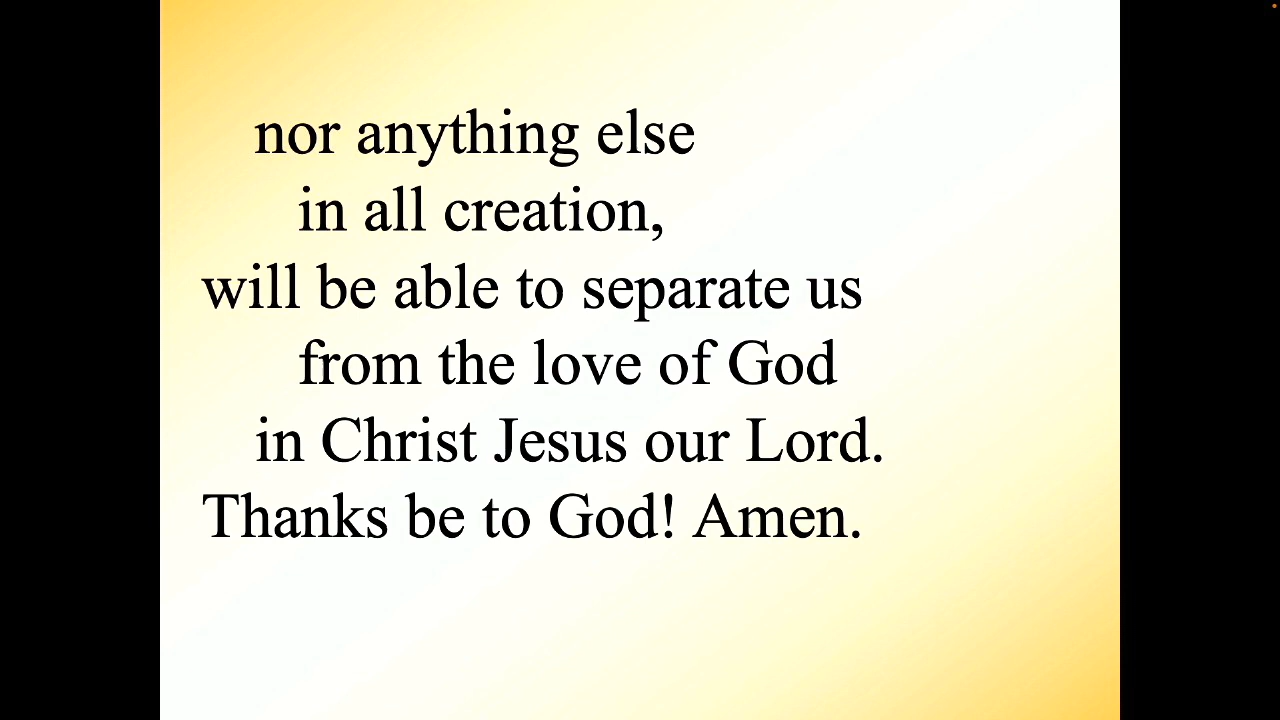 nor anything else
in all creation,
will be able to separate us
from the love of God
in Christ Jesus our Lord.
Thanks be to God! Amen.